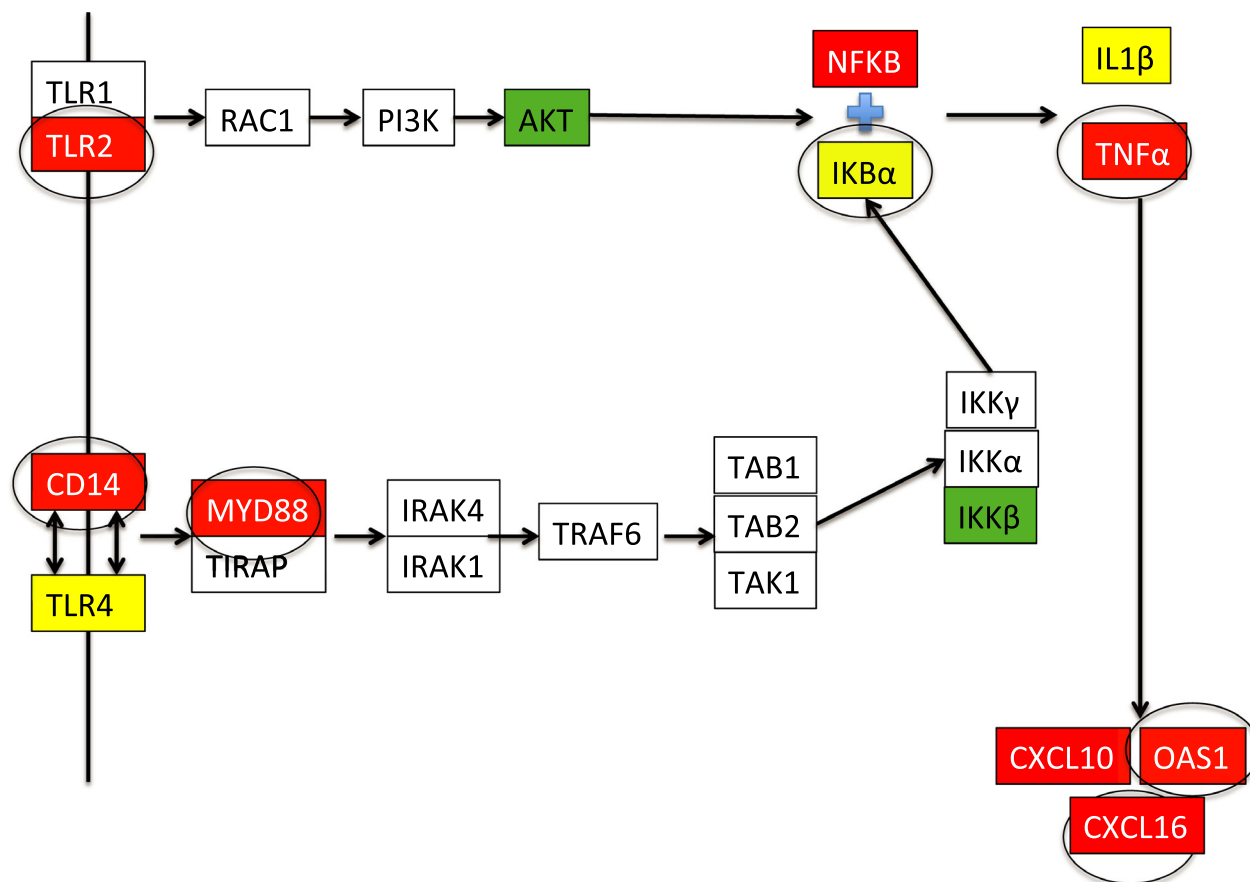 TLR1
TLR2
RAC1
PI3K
AKT
NFKB
IKBα
IL1β
TNFα
CD14
TLR4
MYD88
TIRAP
IRAK4
IRAK1
TRAF6
TAB1
TAB2
TAK1
IKKγ
IKKα
IKKβ
CXCL10
OAS1
CXCL16